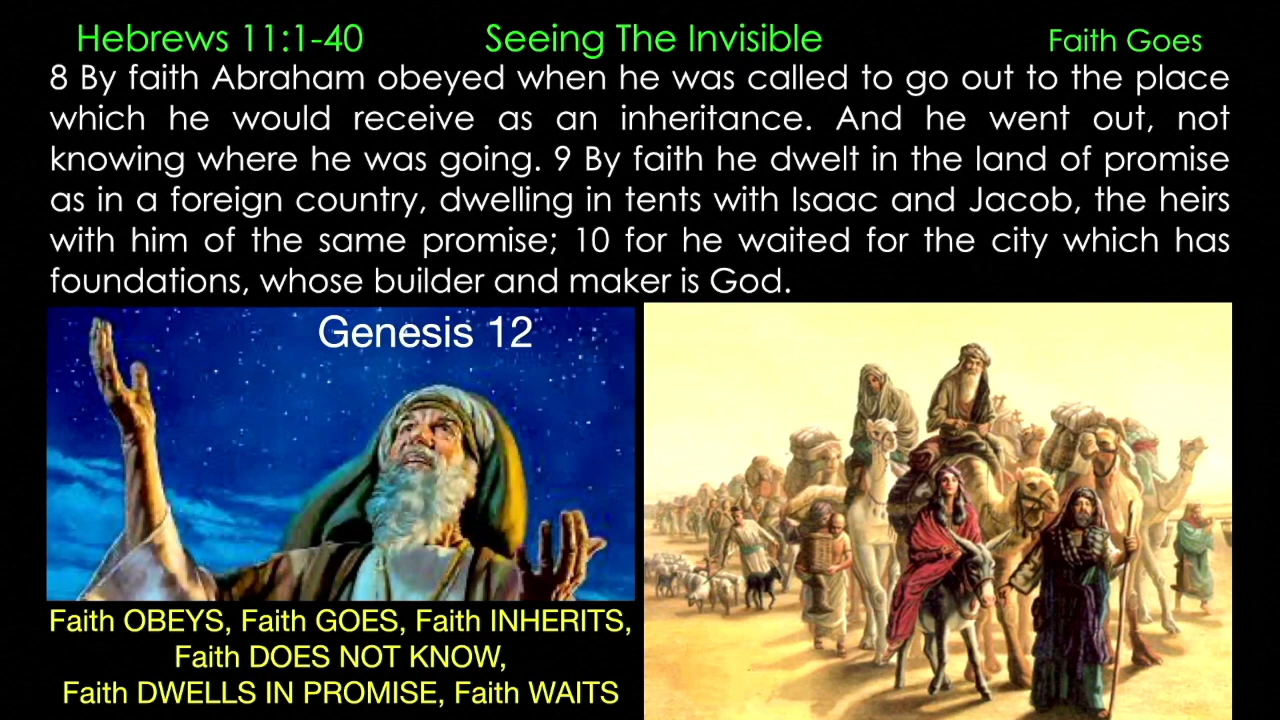 Hebrews 11:1-40 Seeing The Invisible Faith Goes
8 By faith Abraham obeyed when he was called to go out to the place
which he would receive as an inheritance. And he went out, not
knowing where he was going. 9 By faith he dwelt in the land of promise
as in a foreign country, dwelling in tents with Isaac and Jacob, the heirs
with him of the same promise; 10 for he waited for the city which has
foundations, whose builder and maker is God.
Genesis 12
Faith OBEYS, Faith GOES, Faith INHERITS,
Faith DOES NOT KNOW,
Faith DWELLS IN PROMISE, Faith WAITS